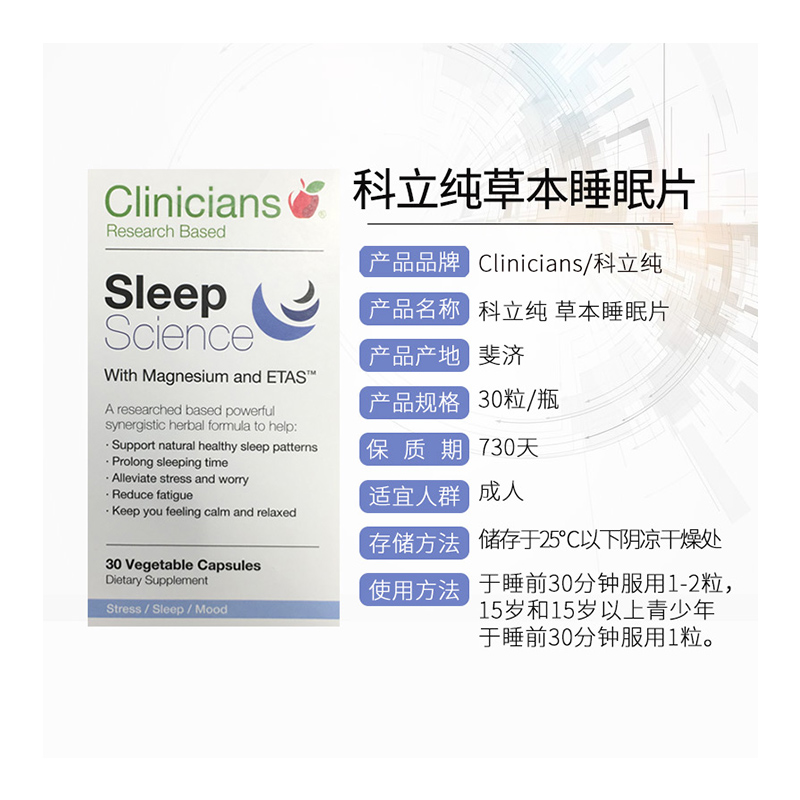 Clinicians
Research Based
Sleep
Science
With Magnesium and ETAS™
A researched based powerful
synergistic herbal formula to help:
· Support natural healthy sleep patterns
· Prolong sleeping time
· Alleviate stress and worry
· Reduce fatigue
· Keep you feeling calm and relaxed
30 Vegetable Capsules
Dietary Supplement
Stress / Sleep / Mood
科立纯草本睡眠片
产品品牌 Clinicians/科立纯
产品名称 科立纯 草本睡眠片
产品产地 斐济
产品规格 30粒/瓶
保 质 期 730天
适宜人群 成人
存储方法 储存于25°C以下阴凉干燥处
使用方法 于睡前30分钟服用1-2粒，
15岁和15岁以上青少年
于睡前30分钟服用1粒。